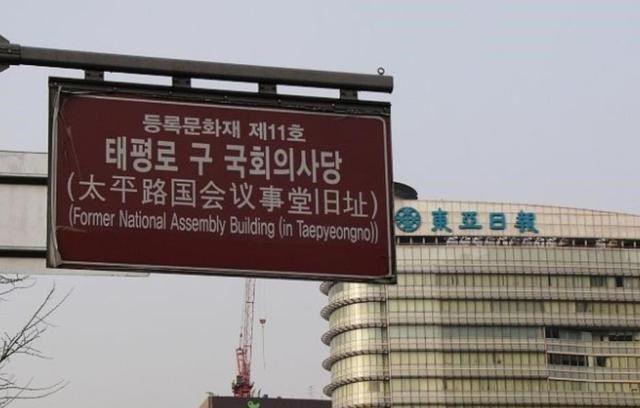 등록문화재 제11호
태평로 구 국회의사당
(太平路国会议事堂旧址)
(Former National Assembly Building (in Taepyeongno))
東亞日報